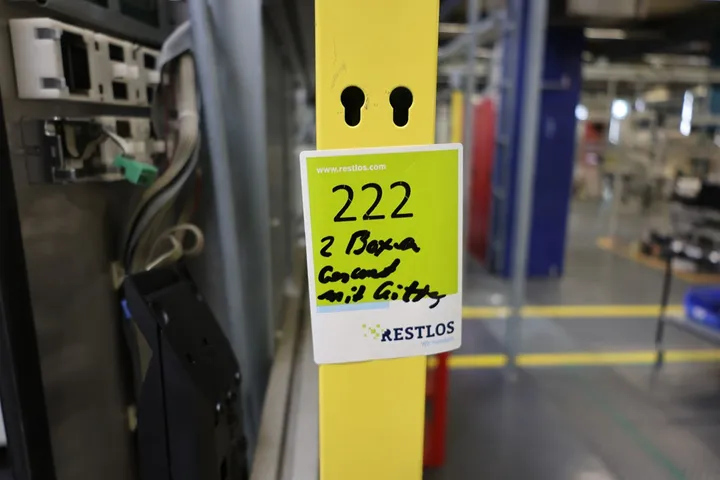 www.restlos.com
222
2 Boxen
Gesamt
mit Gitter
RESTLOS